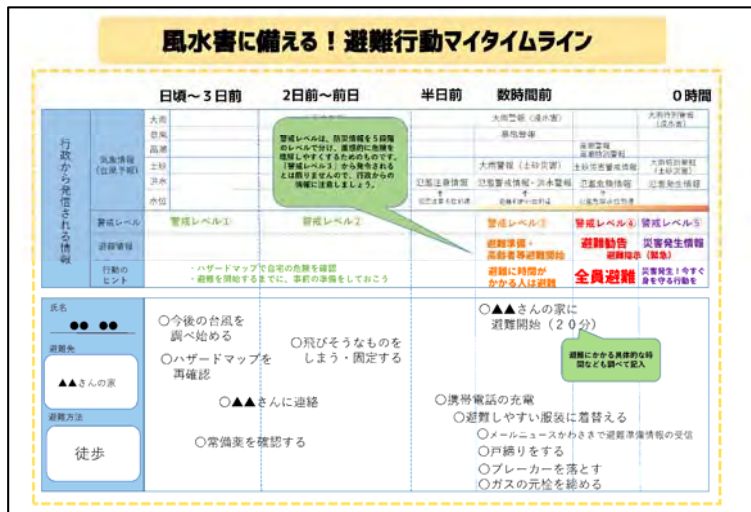 風水害に備える！避難行動マイタイムライン
日頃～3日前
2日前～前日
半日前
数時間前
0時間
行政から発信される情報
気象情報
（台風予報）
大雨
暴風
高潮
土砂
洪水
水位
大雨警報（浸水害）
大雨特別警報
（浸水害）
暴風警報
高潮警報
高潮特別警報
大雨警報（土砂災害）
土砂災害警戒情報
大雨特別警報
（土砂災害）
氾濫注意情報
氾濫警戒情報・洪水警報
氾濫危険情報
氾濫発生情報
警戒レベルは、防災情報を5段階
のレベルで分け、直感的に危険を
理解しやすくするためのものです。
「警戒レベル3」から発令される
とは限りませんので、行政からの
情報に注意しましょう。
警戒レベル
警戒レベル①
警戒レベル②
警戒レベル③
警戒レベル④
警戒レベル⑤
避難情報
避難準備・
高齢者等避難開始
避難勧告
避難指示（緊急）
災害発生情報
行動の
ヒント
・ハザードマップで自宅の危険を確認
・避難を開始するまでに、事前の準備をしておこう
避難に時間が
かかる人は避難
全員避難
災害発生！今すぐ
身を守る行動を
氏名
●● ●●
避難先
▲▲さんの家
避難方法
徒歩
○今後の台風を
調べ始める
○ハザードマップを
再確認
○飛びそうなものを
しまう・固定する
○▲▲さんに連絡
○常備薬を確認する
○▲▲さんの家に
避難開始（20分）
避難にかかる具体的な時
間なども調べて記入
○携帯電話の充電
○避難しやすい服装に着替える
○メールニュースかわさきで避難準備情報の受信
○戸締りをする
○ブレーカーを落とす
○ガスの元栓を締める